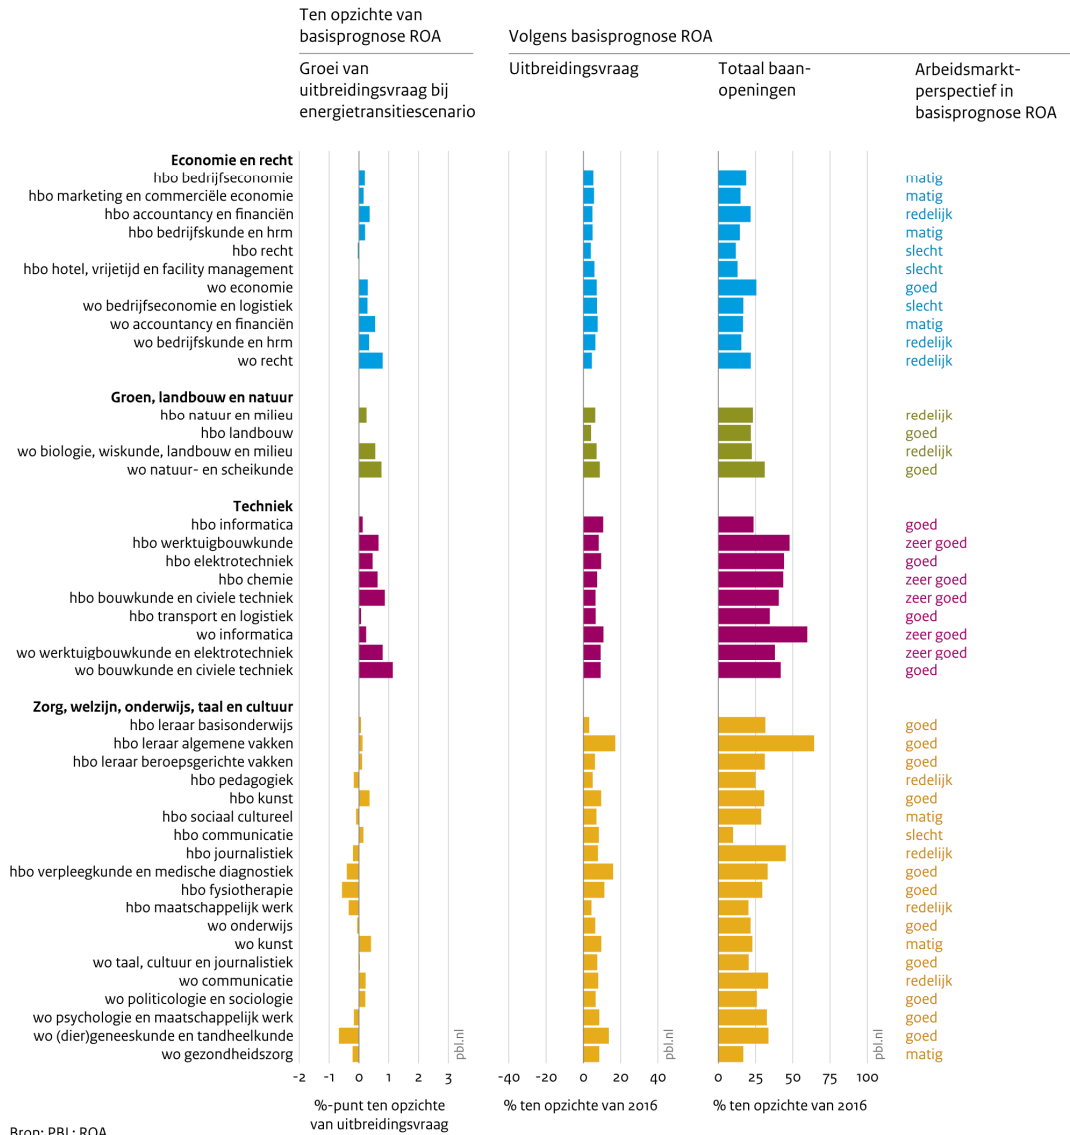 Ten opzichte van
basisprognose ROA
Volgens basisprognose ROA
Groei van
uitbreidingsvraag bij
energietransitiescenario
Uitbreidingsvraag
Totaal baan-
openingen
Arbeidsmarkt-
perspectief in
basisprognose ROA
Economie en recht
hbo bedrijfseconomie matig
hbo marketing en commerciële economie matig
hbo accountancy en financiën redelijk
hbo bedrijfskunde en hrm matig
hbo recht slecht
hbo hotel, vrijetijd en facility management slecht
wo economie goed
wo bedrijfseconomie en logistiek slecht
wo accountancy en financiën matig
wo bedrijfskunde en hrm redelijk
wo recht redelijk
Groen, landbouw en natuur
hbo natuur en milieu redelijk
hbo landbouw goed
wo biologie, wiskunde, landbouw en milieu redelijk
wo natuur- en scheikunde goed
Techniek
hbo informatica goed
hbo werktuigbouwkunde zeer goed
hbo elektrotechniek goed
hbo chemie zeer goed
hbo bouwkunde en civiele techniek zeer goed
hbo transport en logistiek goed
wo informatica zeer goed
wo werktuigbouwkunde en elektrotechniek zeer goed
wo bouwkunde en civiele techniek goed
Zorg, welzijn, onderwijs, taal en cultuur
hbo leraar basisonderwijs goed
hbo leraar algemene vakken goed
hbo leraar beroepsgerichte vakken goed
hbo pedagogiek redelijk
hbo kunst goed
hbo sociaal cultureel matig
hbo communicatie slecht
hbo journalistiek redelijk
hbo verpleegkunde en medische diagnostiek goed
hbo fysiotherapie goed
hbo maatschappelijk werk redelijk
wo onderwijs goed
wo kunst matig
wo taal, cultuur en journalistiek goed
wo communicatie redelijk
wo politicologie en sociologie goed
wo psychologie en maatschappelijk werk goed
wo (dier)geneeskunde en tandheelkunde goed
wo gezondheidszorg matig
pbl.nl pbl.nl pbl.nl
-2 -1 0 1 2 3 -40 -20 0 20 40 0 25 50 75 100
%-punt ten opzichte
van uitbreidingsvraag
% ten opzichte van 2016
% ten opzichte van 2016
Bron: PBL; ROA